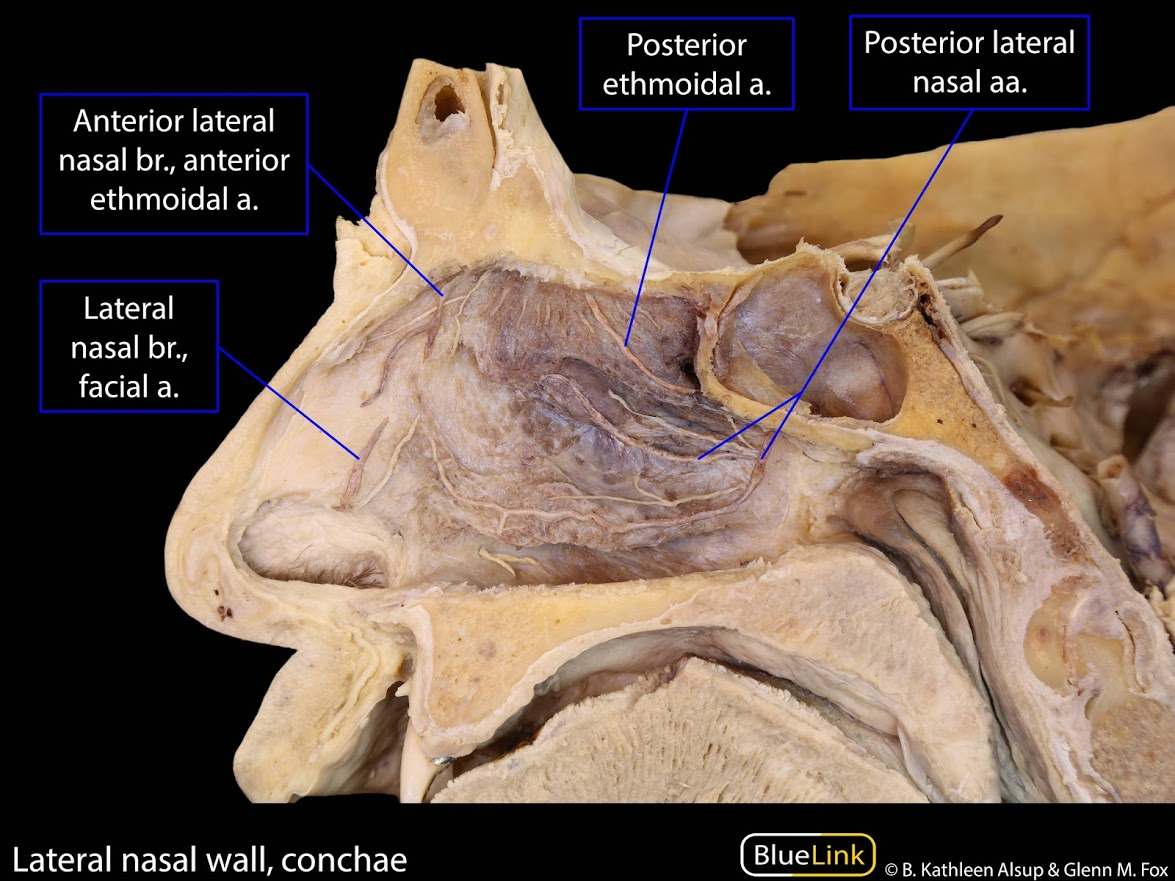 Posterior
ethmoidal a.
Posterior lateral
nasal aa.
Anterior lateral
nasal br., anterior
ethmoidal a.
Lateral
nasal br.,
facial a.
Lateral nasal wall, conchae
BlueLink
© B. Kathleen Alsup & Glenn M. Fox